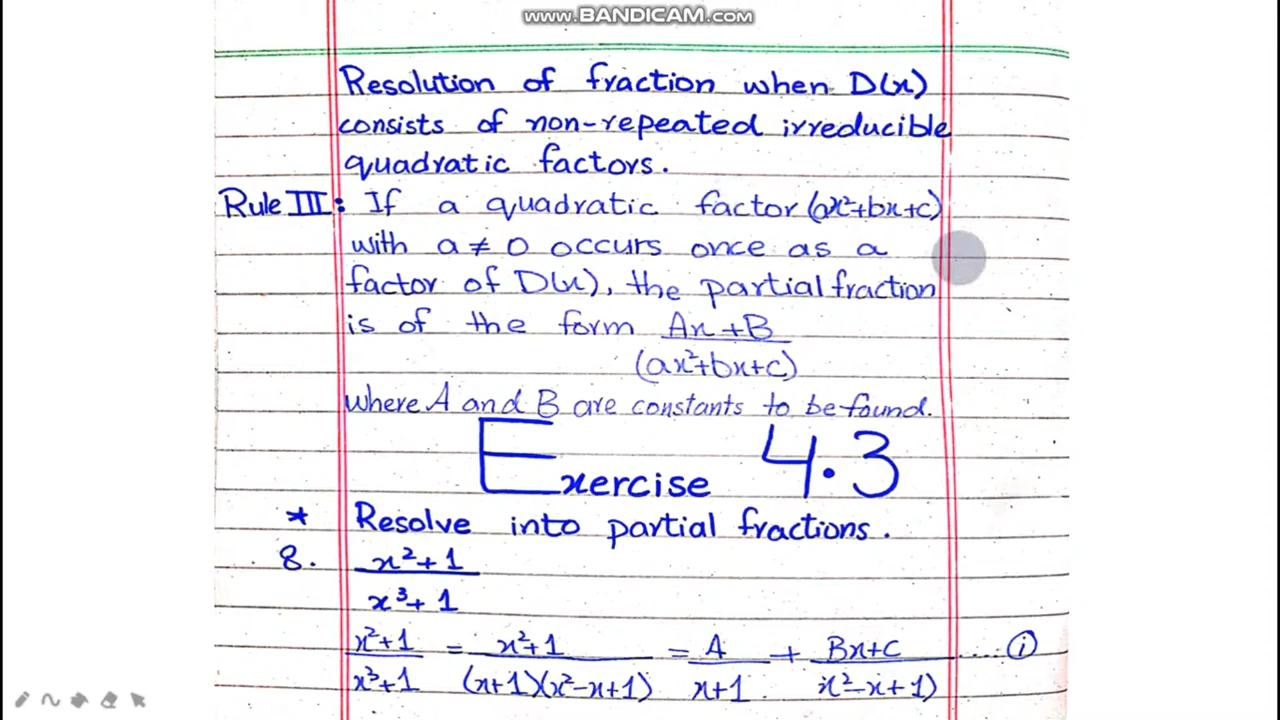 www.BANDICAM.com
Resolution of fraction when D(x)
consists of non-repeated irreducible
quadratic factors.
Rule III: If a quadratic factor (ax²+bx+c)
with a ≠ 0 occurs once as a
factor of D(x), the partial fraction
is of the form Ax+B
(ax²+bx+c)
where A and B are constants to be found.
Exercise 4.3
* Resolve into partial fractions.
8. x²+1
x³+1
x²+1 = x²+1 = A + Bx+C ....(i)
x³+1 (x+1)(x²-x+1) x+1 x²-x+1)